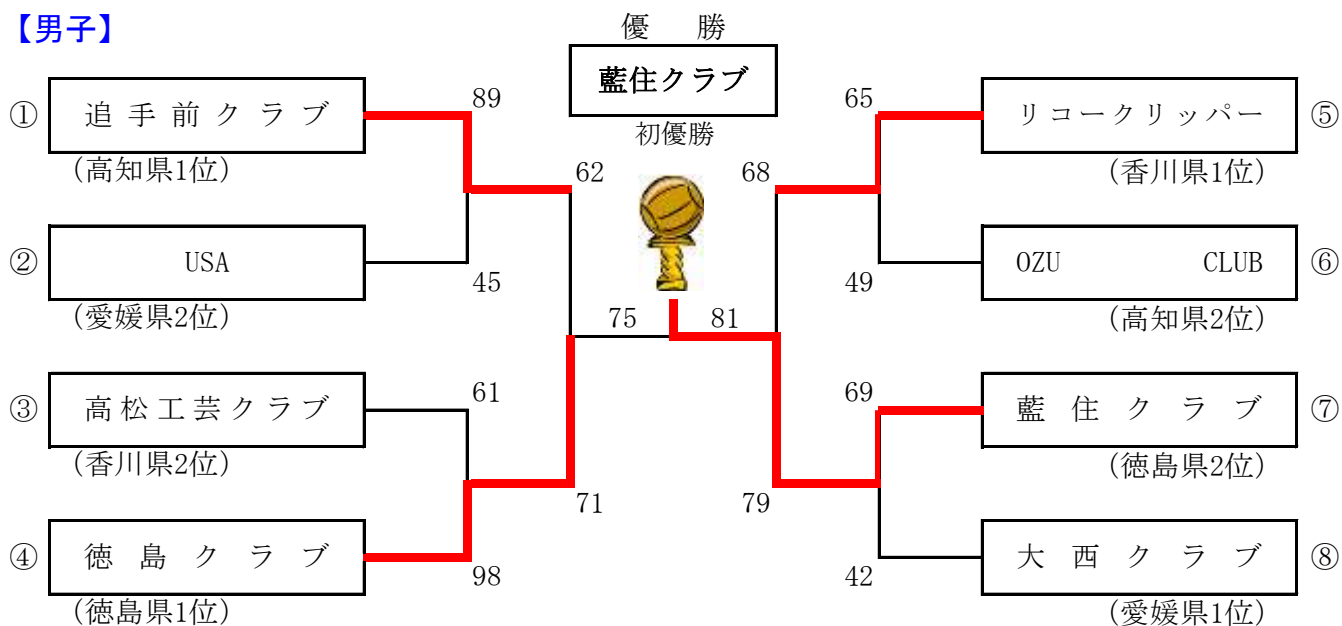 【男子】
優 勝
藍住クラブ
初優勝
① 追手前クラブ 89
(高知県1位)
62
② USA 45
(愛媛県2位)
75
③ 高松工芸クラブ 61
(香川県2位)
71
④ 徳島クラブ 98
(徳島県1位)
65 リコークリッパー ⑤
(香川県1位)
68
49 OZU CLUB ⑥
(高知県2位)
81
69 藍住クラブ ⑦
(徳島県2位)
79
42 大西クラブ ⑧
(愛媛県1位)